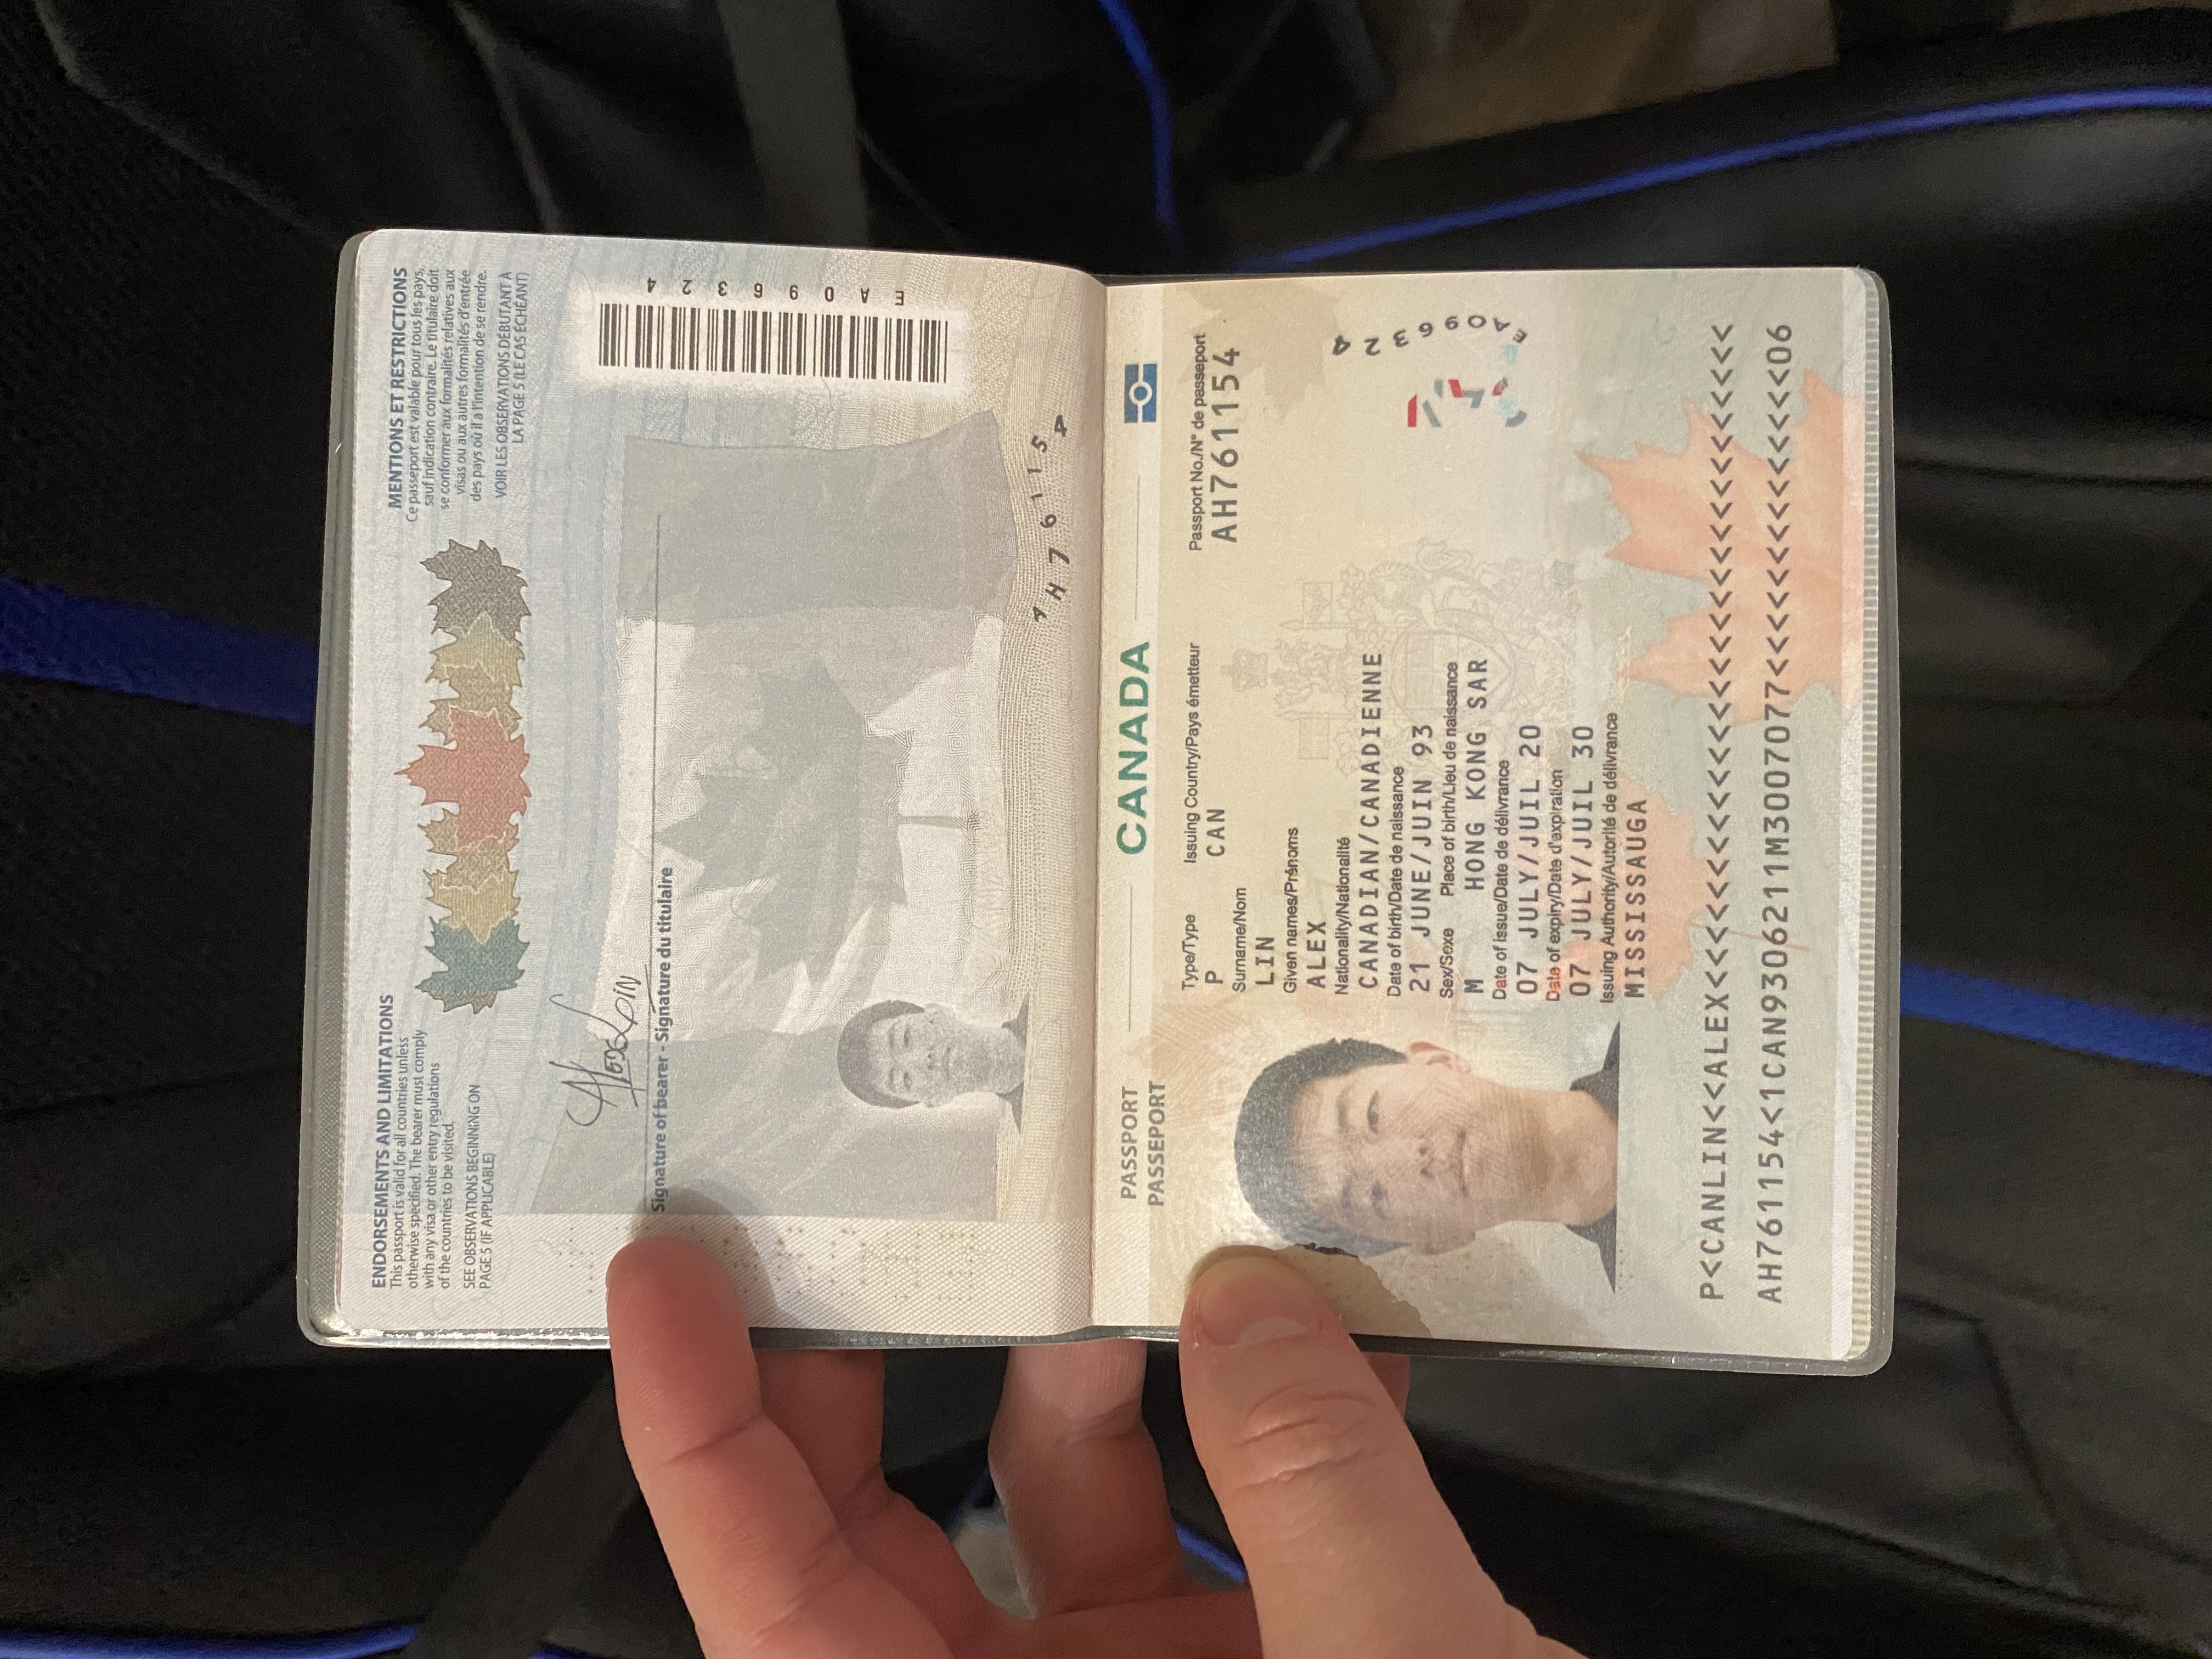 ENDORSEMENTS AND LIMITATIONS
This passport is valid for all countries unless
otherwise specified. The bearer must comply
with any visa or other entry regulations
of the countries to be visited.
SEE OBSERVATIONS BEGINNING ON
PAGE 5 (IF APPLICABLE)
MENTIONS ET RESTRICTIONS
Ce passeport est valable pour tous les pays,
sauf indication contraire. Le titulaire doit
se conformer aux formalités relatives aux
visas ou aux autres formalités d'entrée
des pays où il a l'intention de se rendre.
VOIR LES OBSERVATIONS DÉBUTANT À
LA PAGE 5 (LE CAS ÉCHÉANT)
Alex Lin
Signature of bearer - Signature du titulaire
EA096324
AH761154
PASSPORT
PASSEPORT
CANADA
Type/Type Issuing Country/Pays émetteur Passport No./N° de passeport
P CAN AH761154
Surname/Nom
LIN
Given names/Prénoms
ALEX
Nationality/Nationalité
CANADIAN/CANADIENNE
Date of birth/Date de naissance
21 JUNE/JUIN 93
Sex/Sexe Place of birth/Lieu de naissance
M HONG KONG SAR
Date of issue/Date de délivrance
07 JULY/JUIL 20
Date of expiry/Date d'expiration
07 JULY/JUIL 30
Issuing Authority/Autorité de délivrance
MISSISSAUGA
EA096324
P<CANLIN<<ALEX<<<<<<<<<<<<<<<<<<<<<<<<<<<<<<
AH761154<1CAN9306211M3007077<<<<<<<<<<<<<<06